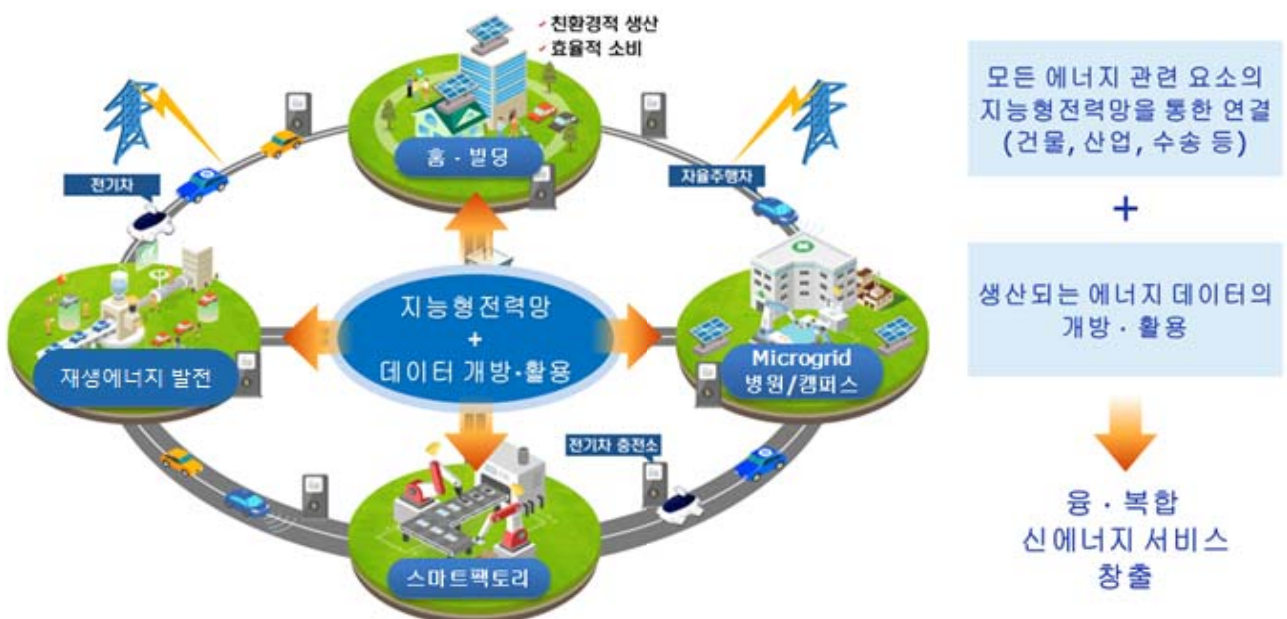 ✓ 친환경적 생산
✓ 효율적 소비
홈 · 빌딩
전기차
자율주행차
지능형전력망
+
데이터 개방·활용
재생에너지 발전
Microgrid
병원/캠퍼스
전기차 충전소
스마트팩토리
모든 에너지 관련 요소의
지능형전력망을 통한 연결
(건물, 산업, 수송 등)
+
생산되는 에너지 데이터의
개방 · 활용
융 · 복합
신에너지 서비스
창출